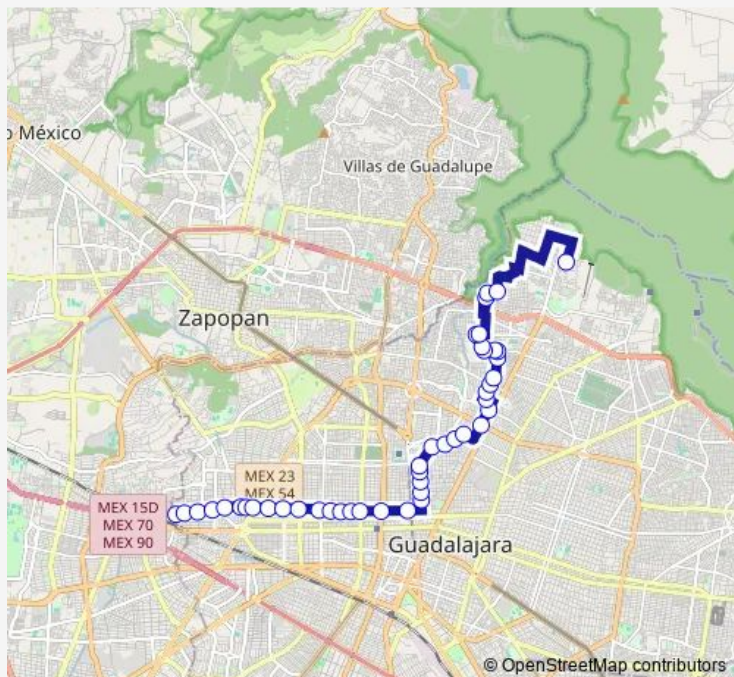 o México
Villas de Guadalupe
Zapopan
MEX 23
MEX 54
MEX 15D
MEX 70
MEX 90
Guadalajara
© OpenStreetMap contributors